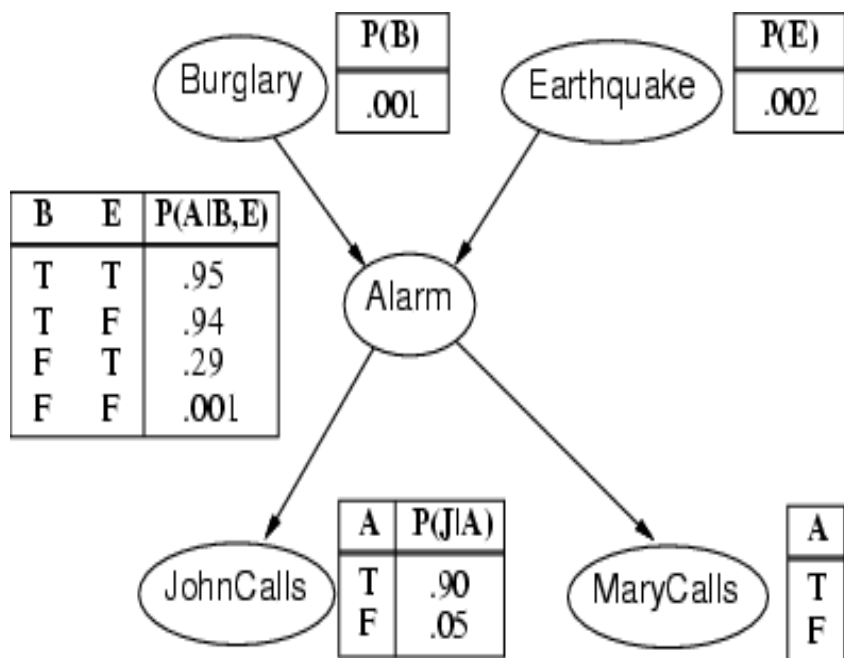 P(B)
.001
Burglary
P(E)
.002
Earthquake
B E P(A|B,E)
T T .95
T F .94
F T .29
F F .001
Alarm
JohnCalls
A P(J|A)
T .90
F .05
MaryCalls
A
T
F